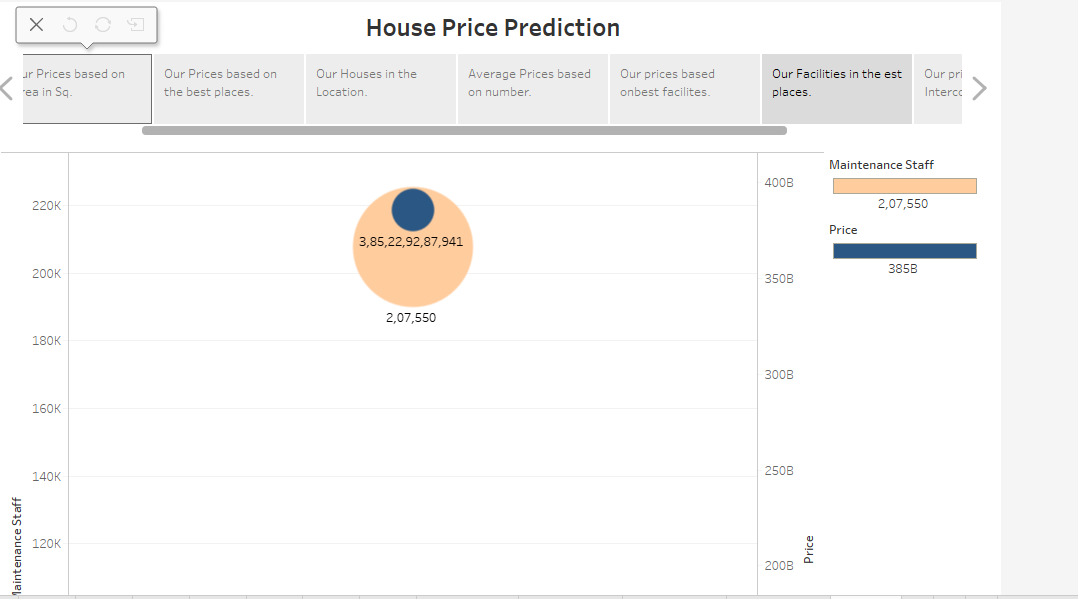 House Price Prediction
ur Prices based on
rea in Sq.
Our Prices based on
the best places.
Our Houses in the
Location.
Average Prices based
on number.
Our prices based
onbest facilites.
Our Facilities in the est
places.
Our pri
Interco
220K
200K
180K
160K
140K
120K
Maintenance Staff
3,85,22,92,87,941
2,07,550
400B
350B
300B
250B
200B
Price
Maintenance Staff
2,07,550
Price
385B